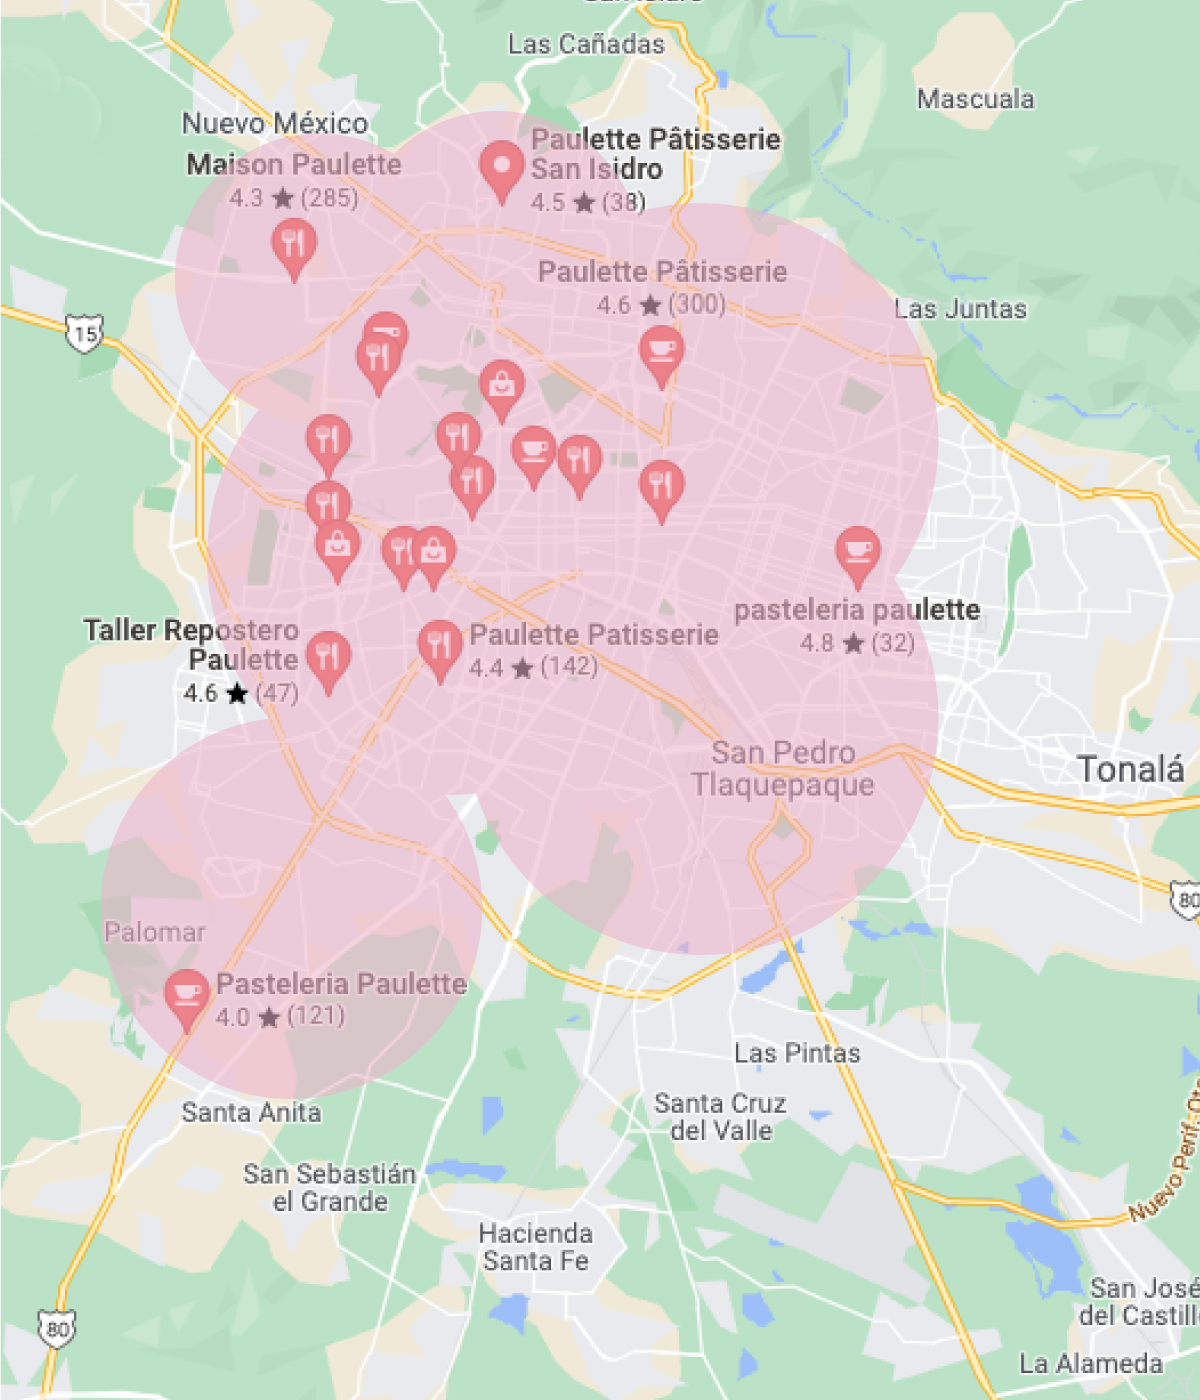 Las Cañadas
Mascuala
Nuevo México
Paulette Pâtisserie
San Isidro
4.5 ★ (38)
Maison Paulette
4.3 ★ (285)
Paulette Pâtisserie
4.6 ★ (300)
Las Juntas
15
pasteleria paulette
4.8 ★ (32)
Taller Repostero
Paulette
4.6 ★ (47)
Paulette Patisserie
4.4 ★ (142)
San Pedro
Tlaquepaque
Tonalá
80
Palomar
Pasteleria Paulette
4.0 ★ (121)
Las Pintas
Santa Anita
Santa Cruz
del Valle
San Sebastián
el Grande
Nuevo Perif.
Hacienda
Santa Fe
San José
del Castill
80
La Alameda